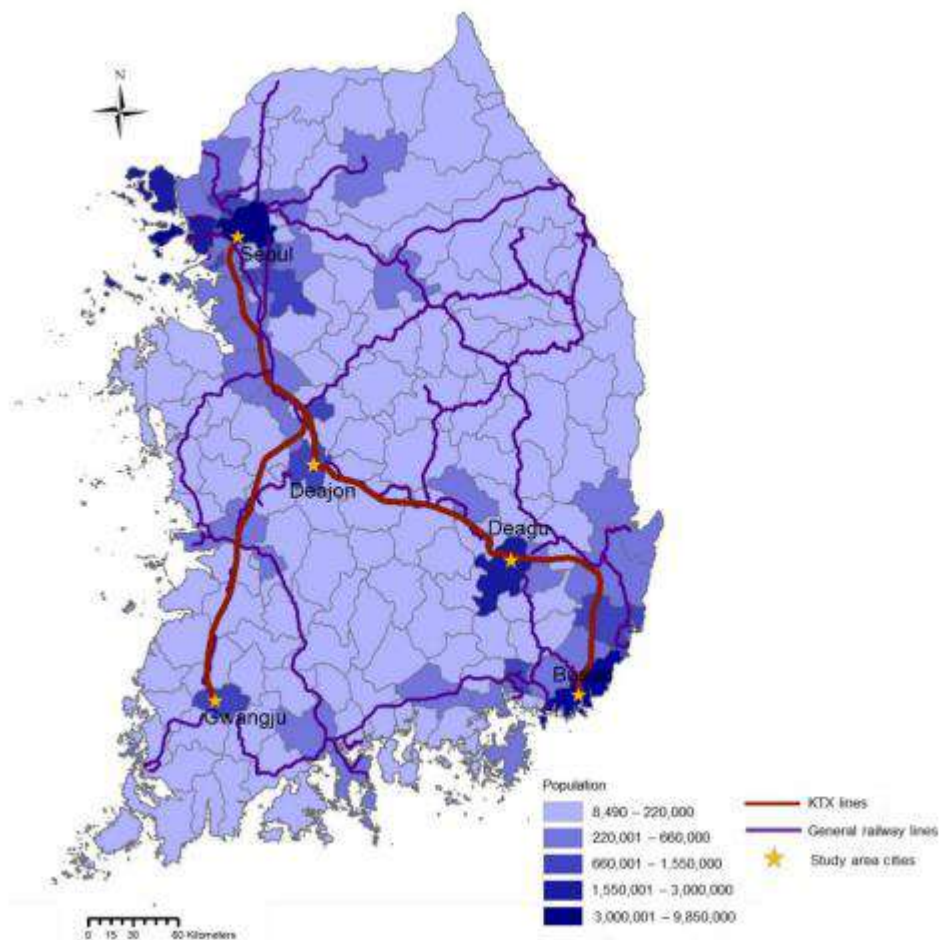 N
Seoul
Deajon
Deagu
Gwangju
Population
8,490 – 220,000
220,001 – 660,000
660,001 – 1,550,000
1,550,001 – 3,000,000
3,000,001 – 9,850,000
KTX lines
General railway lines
Study area cities
0 15 30 60 Kilometers